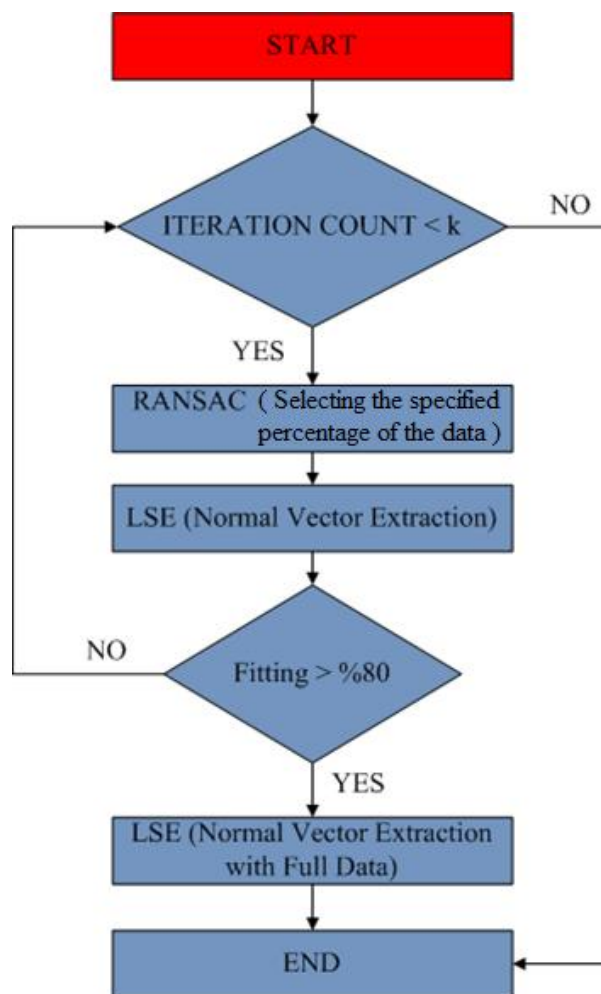 START
ITERATION COUNT < k
NO
YES
RANSAC ( Selecting the specified
percentage of the data )
LSE (Normal Vector Extraction)
NO
Fitting > %80
YES
LSE (Normal Vector Extraction
with Full Data)
END